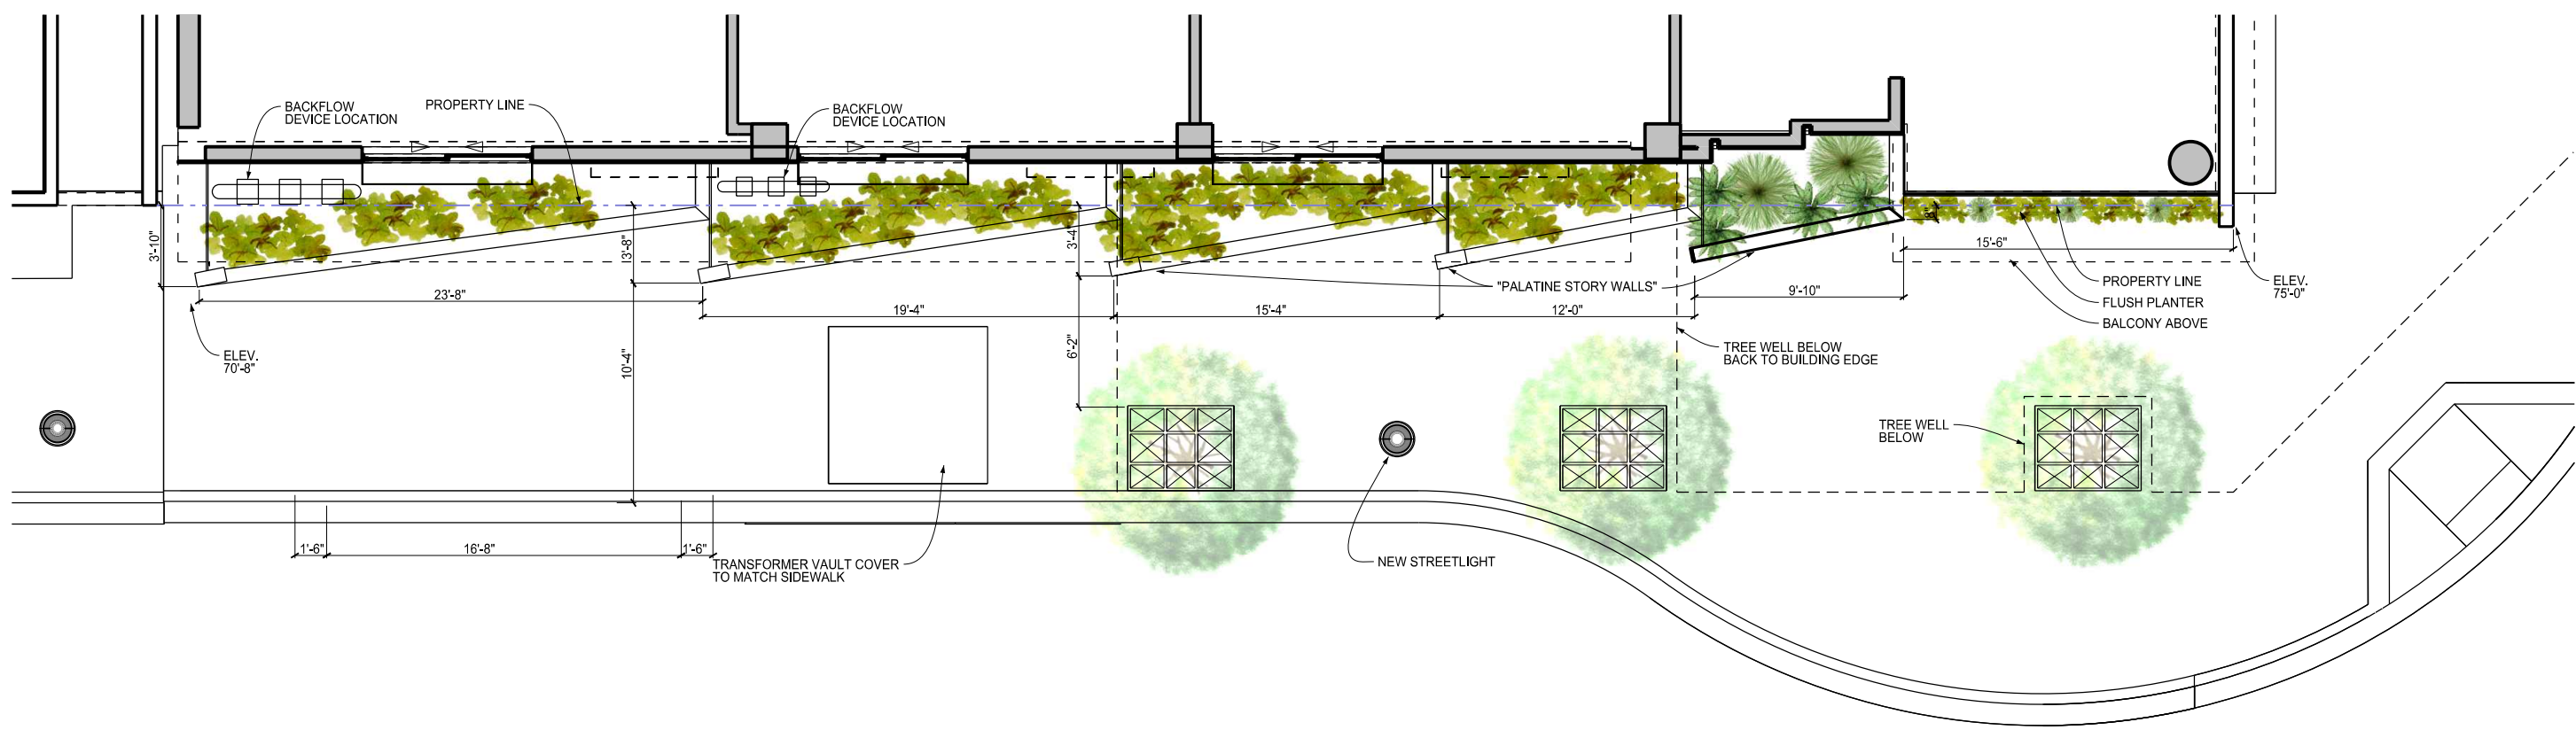 BACKFLOW
DEVICE LOCATION
PROPERTY LINE
BACKFLOW
DEVICE LOCATION
3'-10"
3'-8"
3'-4"
8"
15'-6"
23'-8"
"PALATINE STORY WALLS"
9'-10"
PROPERTY LINE
FLUSH PLANTER
BALCONY ABOVE
ELEV.
75'-0"
19'-4"
15'-4"
12'-0"
ELEV.
70'-8"
10'-4"
6'-2"
TREE WELL BELOW
BACK TO BUILDING EDGE
TREE WELL
BELOW
1'-6"
16'-8"
1'-6"
TRANSFORMER VAULT COVER
TO MATCH SIDEWALK
NEW STREETLIGHT